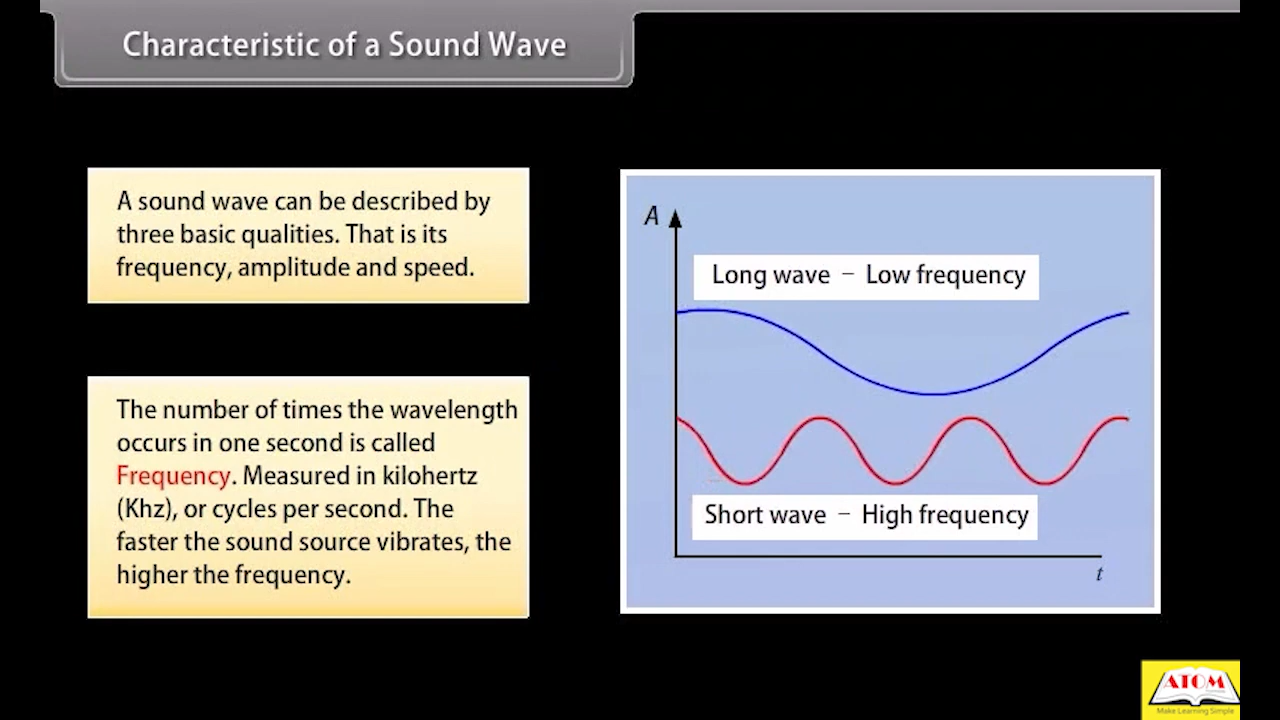 Characteristic of a Sound Wave
A sound wave can be described by
three basic qualities. That is its
frequency, amplitude and speed.
The number of times the wavelength
occurs in one second is called
Frequency. Measured in kilohertz
(Khz), or cycles per second. The
faster the sound source vibrates, the
higher the frequency.
A
Long wave – Low frequency
Short wave – High frequency
t
ATOM
Make Learning Simple